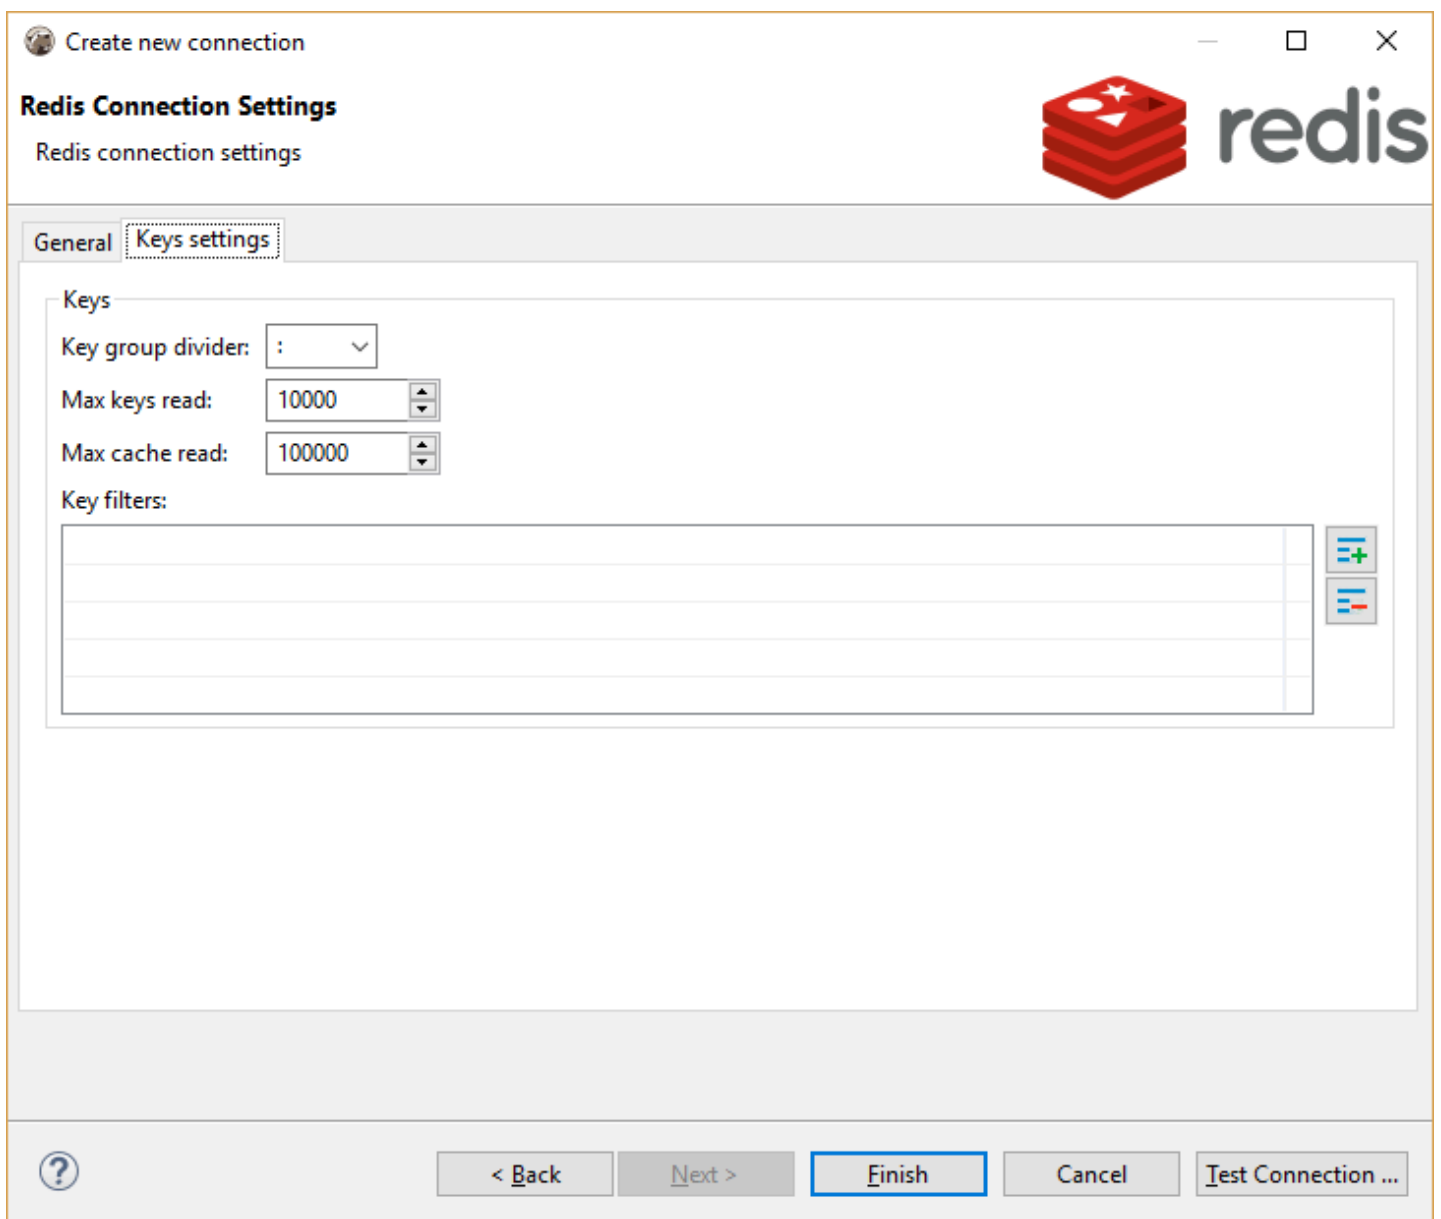 Create new connection
Redis Connection Settings
Redis connection settings
redis
General
Keys settings
Keys
Key group divider: :
Max keys read: 10000
Max cache read: 100000
Key filters:
? < Back Next > Finish Cancel Test Connection ...